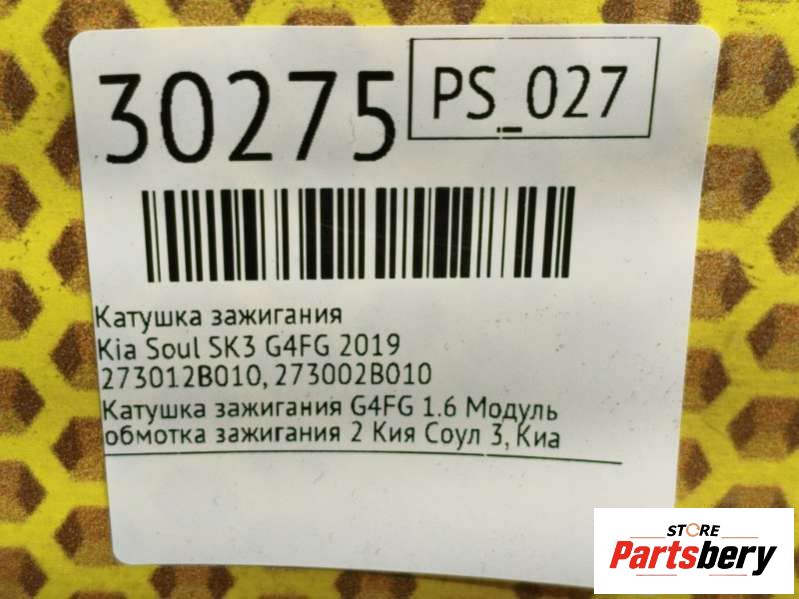 30275
PS_027
Катушка зажигания
Kia Soul SK3 G4FG 2019
273012B010, 273002B010
Катушка зажигания G4FG 1.6 Модуль
обмотка зажигания 2 Кия Соул 3, Киа
STORE
Partsbery